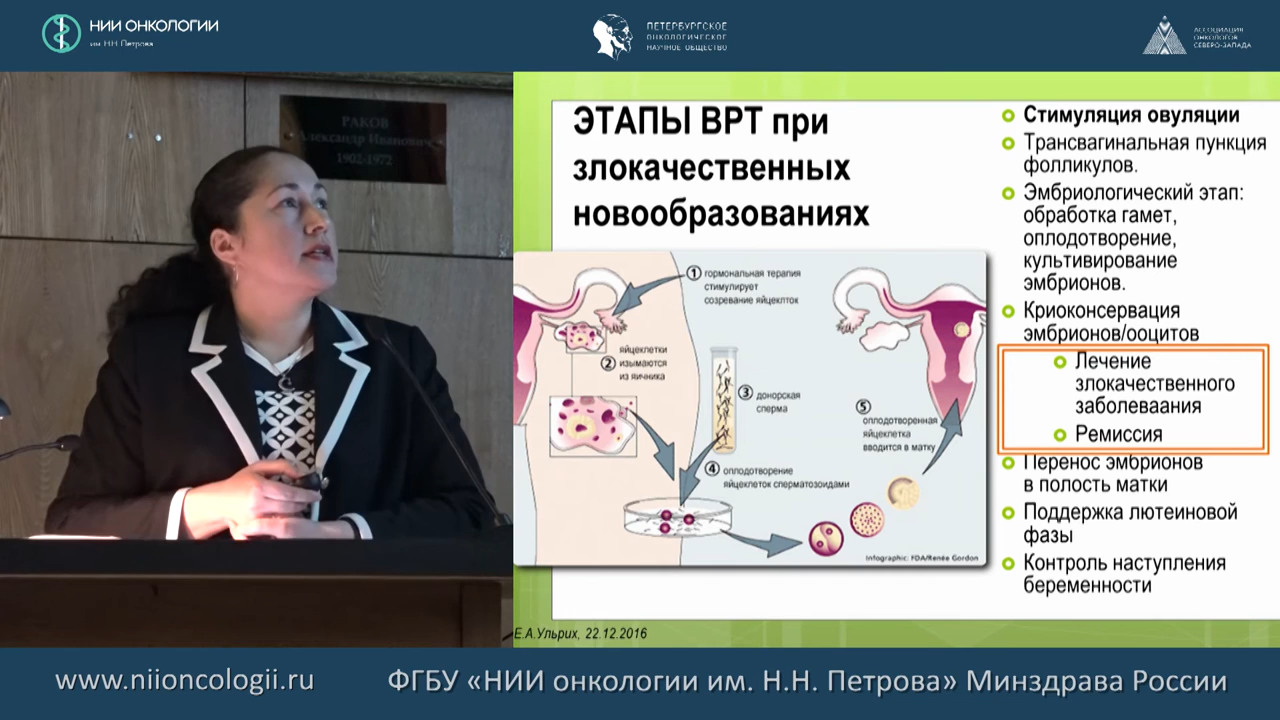 НИИ ОНКОЛОГИИ
им. Н.Н. Петрова
ПЕТЕРБУРГСКОЕ
ОНКОЛОГИЧЕСКОЕ
НАУЧНОЕ ОБЩЕСТВО
АССОЦИАЦИЯ
ОНКОЛОГОВ
СЕВЕРО-ЗАПАДА
РАКОВ
Александр Иванович
1902-1972
ЭТАПЫ ВРТ при
злокачественных
новообразованиях
1 гормональная терапия
стимулирует
созревание яйцеклток
2 яйцеклетки
изымаются
из яичника
3 донорская
сперма
4 оплодотворение
яйцеклеток сперматозоидами
5 оплодотворенная
яйцеклетка
вводится в матку
Infographic: FDA/Renée Gordon
Стимуляция овуляции
Трансвагинальная пункция
фолликулов.
Эмбриологический этап:
обработка гамет,
оплодотворение,
культивирование
эмбрионов.
Криоконсервация
эмбрионов/ооцитов
Лечение
злокачественного
заболеваания
Ремиссия
Перенос эмбрионов
в полость матки
Поддержка лютеиновой
фазы
Контроль наступления
беременности
Е.А.Ульрих, 22.12.2016
www.niioncologii.ru
ФГБУ «НИИ онкологии им. Н.Н. Петрова» Минздрава России